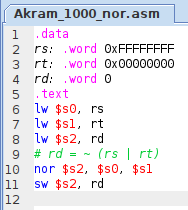 Akram_1000_nor.asm
1 .data
2 rs: .word 0xFFFFFFFF
3 rt: .word 0x00000000
4 rd: .word 0
5 .text
6 lw $s0, rs
7 lw $s1, rt
8 lw $s2, rd
9 # rd = ~ (rs | rt)
10 nor $s2, $s0, $s1
11 sw $s2, rd
12